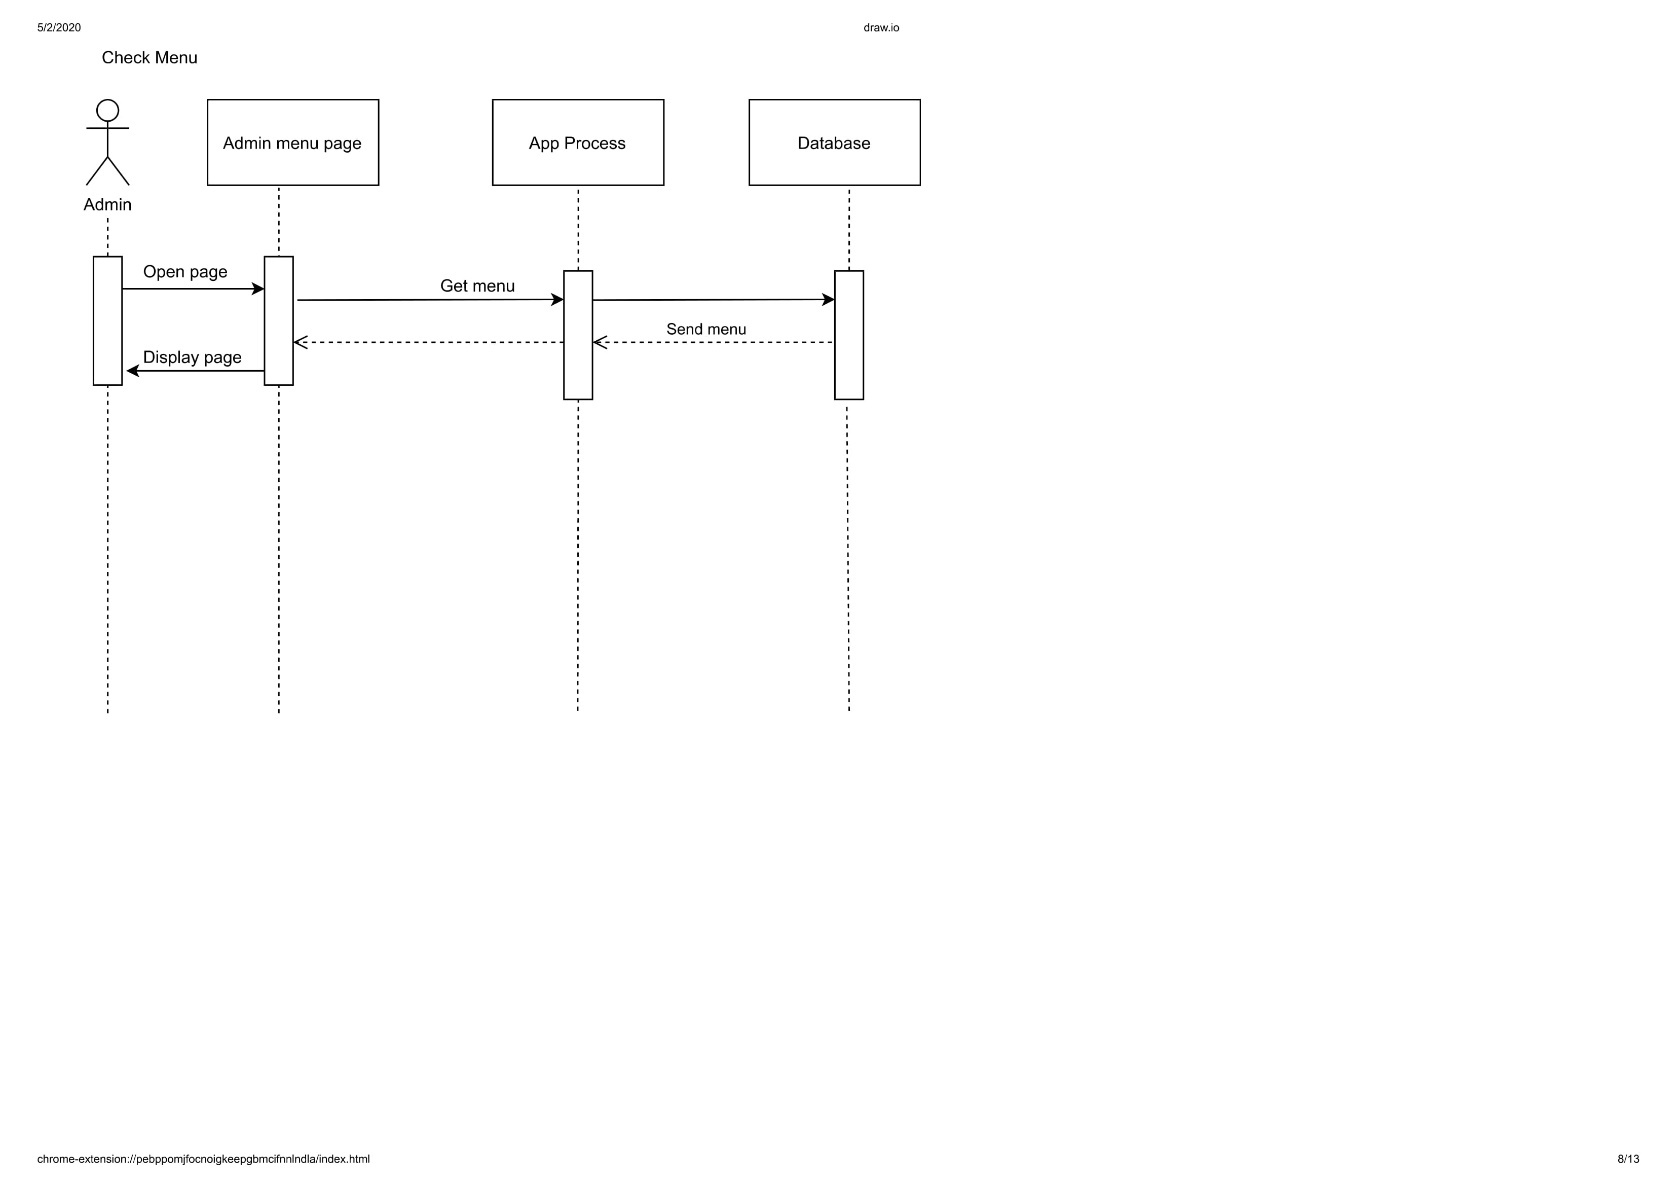 5/2/2020
draw.io
Check Menu
Admin menu page
App Process
Database
Admin
Open page
Get menu
Send menu
Display page
chrome-extension://pebppomjfocnoigkeepgbmcifnnlndla/index.html
8/13